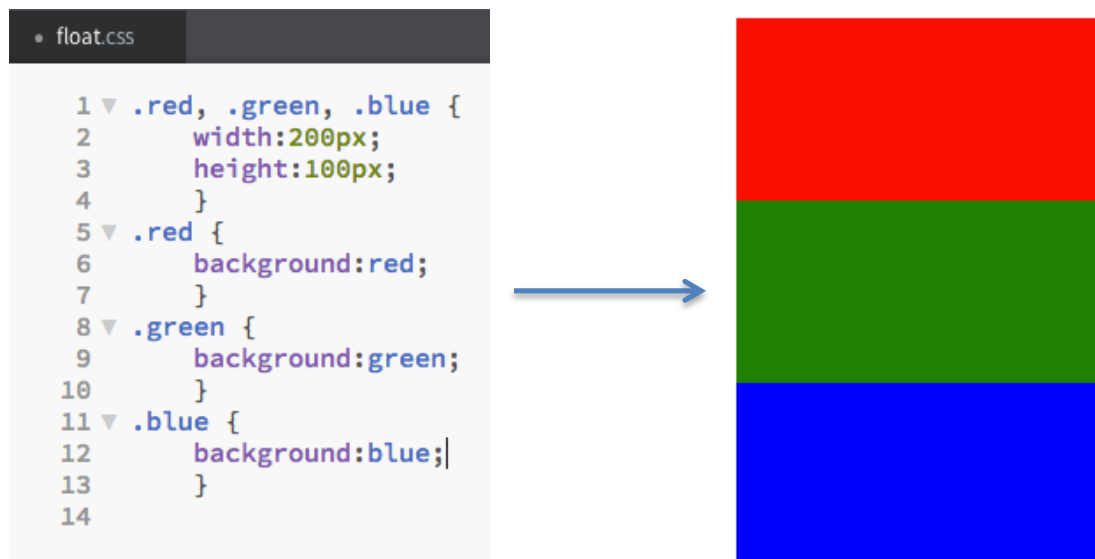 float.css
1 .red, .green, .blue {
2 width:200px;
3 height:100px;
4 }
5 .red {
6 background:red;
7 }
8 .green {
9 background:green;
10 }
11 .blue {
12 background:blue;
13 }
14